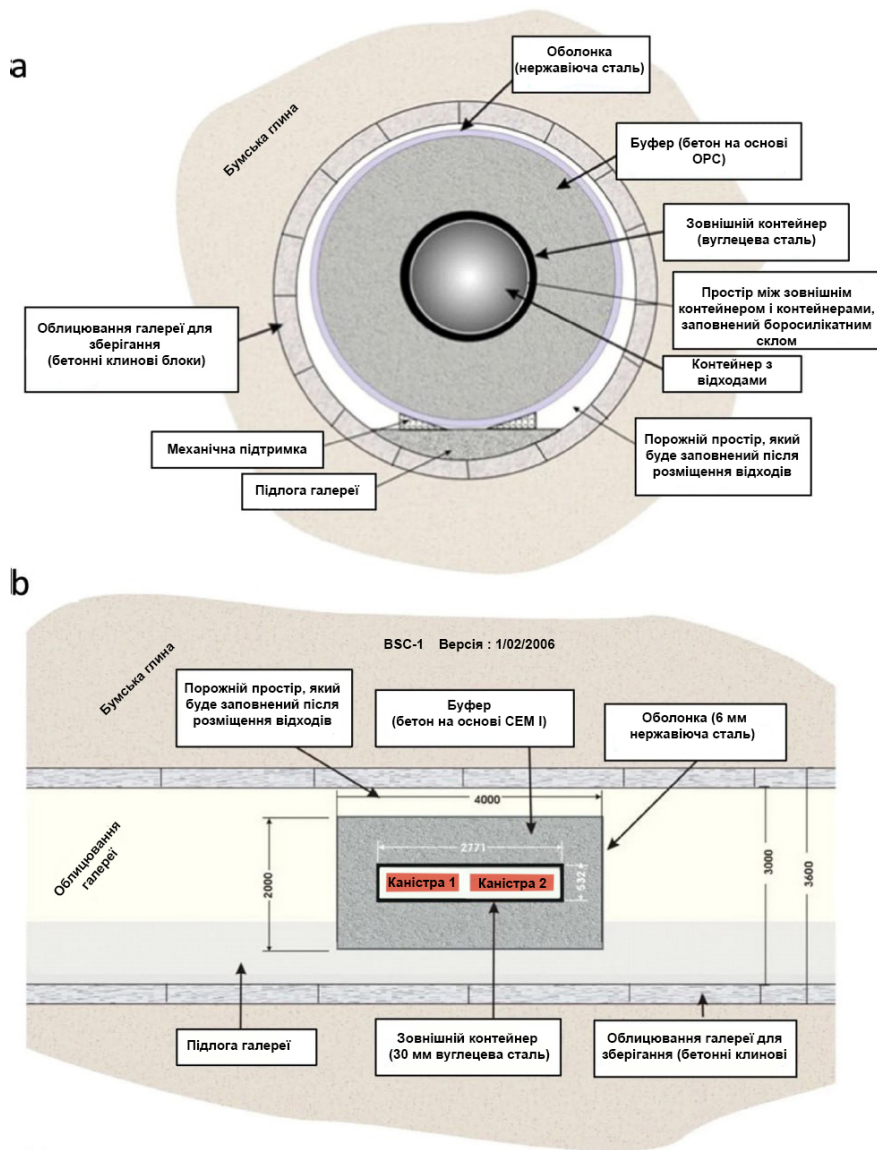 a
Оболонка
(нержавіюча сталь)
Бумська глина
Буфер (бетон на основі
ОРС)
Зовнішній контейнер
(вуглецева сталь)
Простір між зовнішнім
контейнером і контейнерами,
заповнений боросилікатним
склом
Облицювання галереї для
зберігання
(бетонні клинові блоки)
Контейнер з
відходами
Механічна підтримка
Порожній простір, який
буде заповнений після
розміщення відходів
Підлога галереї
b
BSC-1 Версія : 1/02/2006
Бумська глина
Порожній простір, який
буде заповнений після
розміщення відходів
Буфер
(бетон на основі СЕМ І)
Оболонка (6 мм
нержавіюча сталь)
4000
2771
Облицювання
галереї
2000
Каністра 1
Каністра 2
532
3000
3600
Підлога галереї
Зовнішній контейнер
(30 мм вуглецева сталь)
Облицювання галереї для
зберігання (бетонні клинові